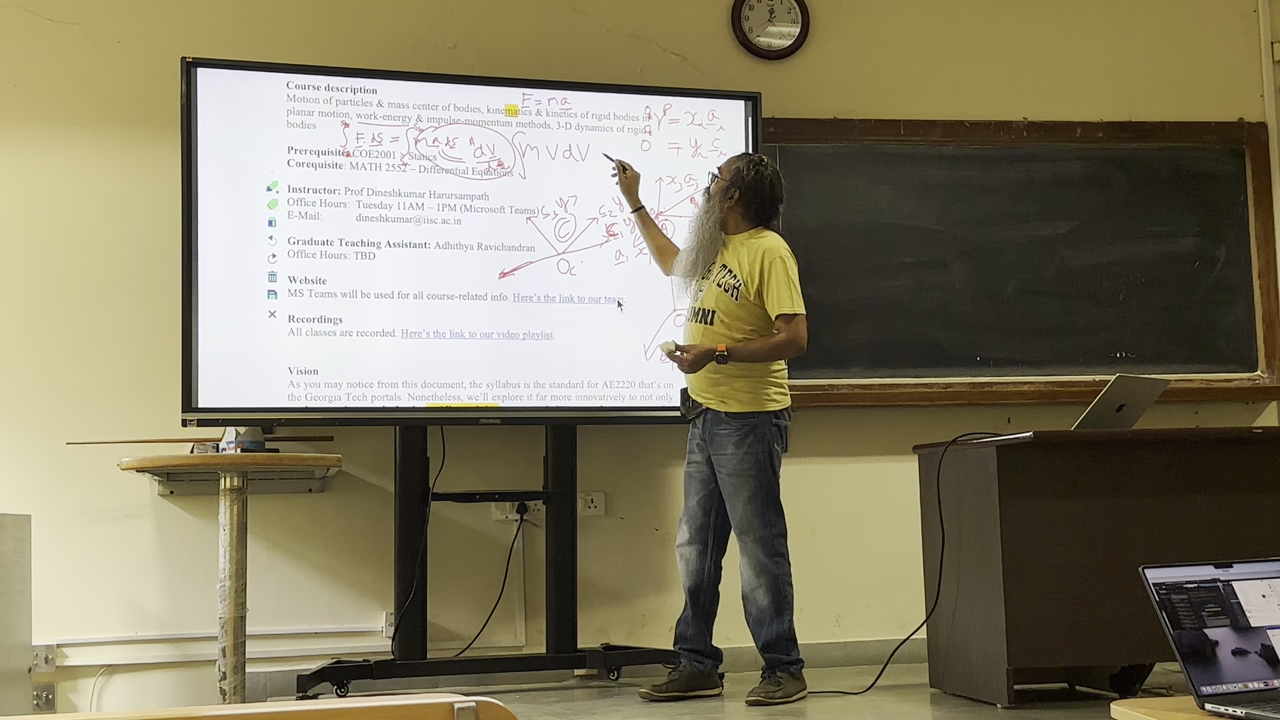 Course description
Motion of particles & mass center of bodies, kinematics & kinetics of rigid bodies in
F = ma
planar motion, work-energy & impulse-momentum methods, 3-D dynamics of rigid
bodies
∫ m v dv
Prerequisite: COE2001 – Statics
Corequisite: MATH 2552 – Differential Equations
Instructor: Prof Dineshkumar Harursampath
Office Hours: Tuesday 11AM – 1PM (Microsoft Teams)
E-Mail: dineshkumar@iisc.ac.in
Graduate Teaching Assistant: Adhithya Ravichandran
Office Hours: TBD
Website
MS Teams will be used for all course-related info. Here's the link to our team.
Recordings
All classes are recorded. Here's the link to our video playlist.
Vision
As you may notice from this document, the syllabus is the standard for AE2220 that's on
the Georgia Tech portals. Nonetheless, we'll explore it far more innovatively to not only
TECH